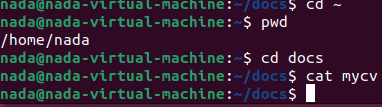 nada@nada-virtual-machine:~/docs$ cd ~
nada@nada-virtual-machine:~$ pwd
/home/nada
nada@nada-virtual-machine:~$ cd docs
nada@nada-virtual-machine:~/docs$ cat mycv
nada@nada-virtual-machine:~/docs$